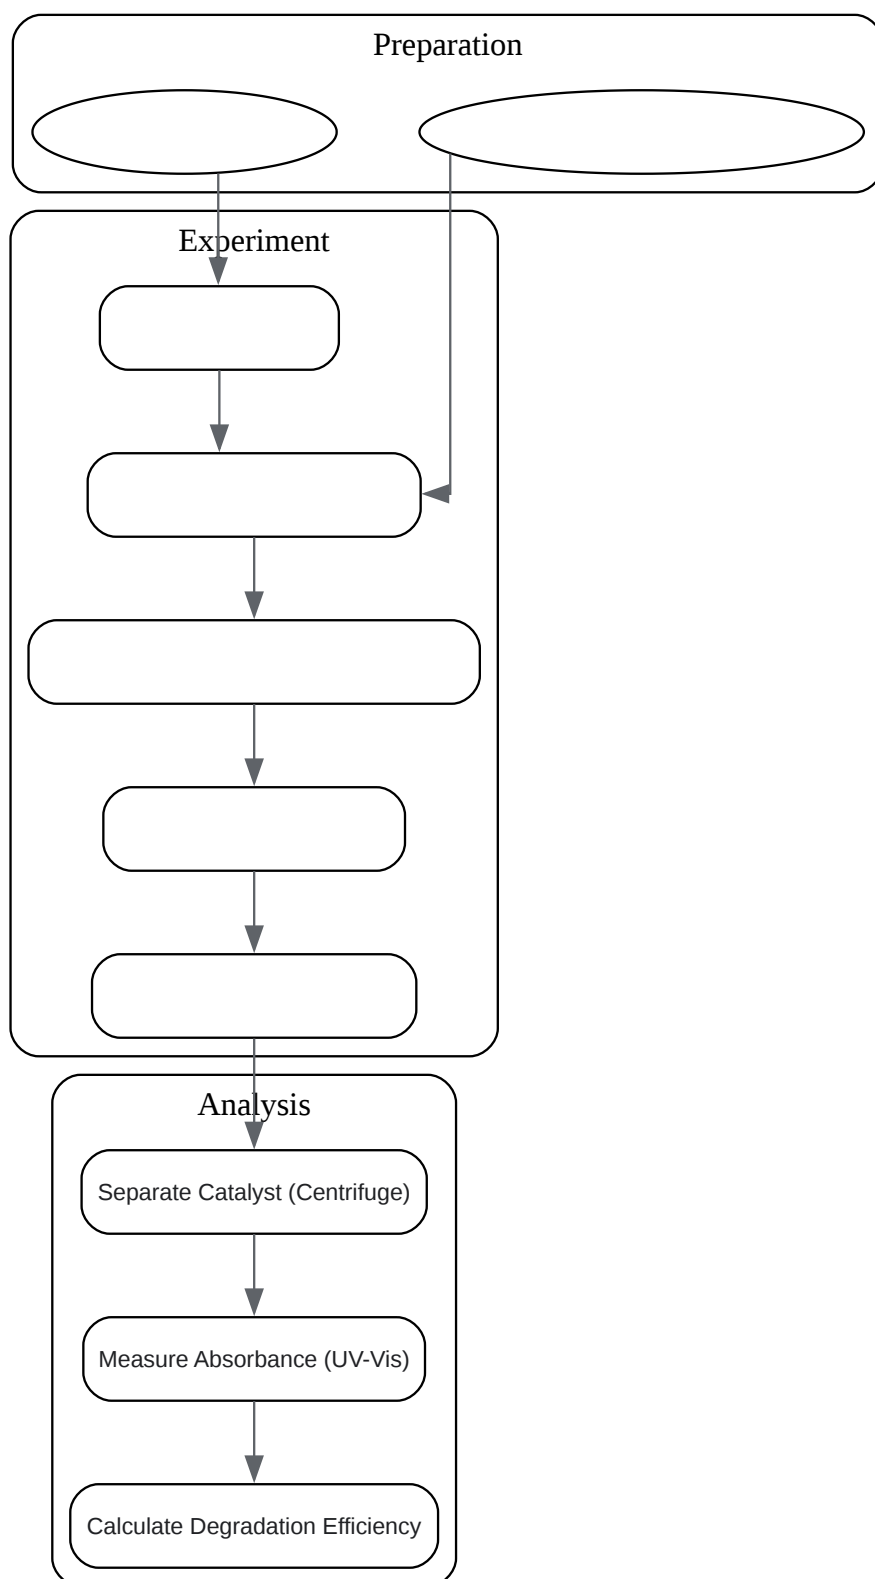 Preparation
Experiment
Analysis
Separate Catalyst (Centrifuge)
Measure Absorbance (UV-Vis)
Calculate Degradation Efficiency